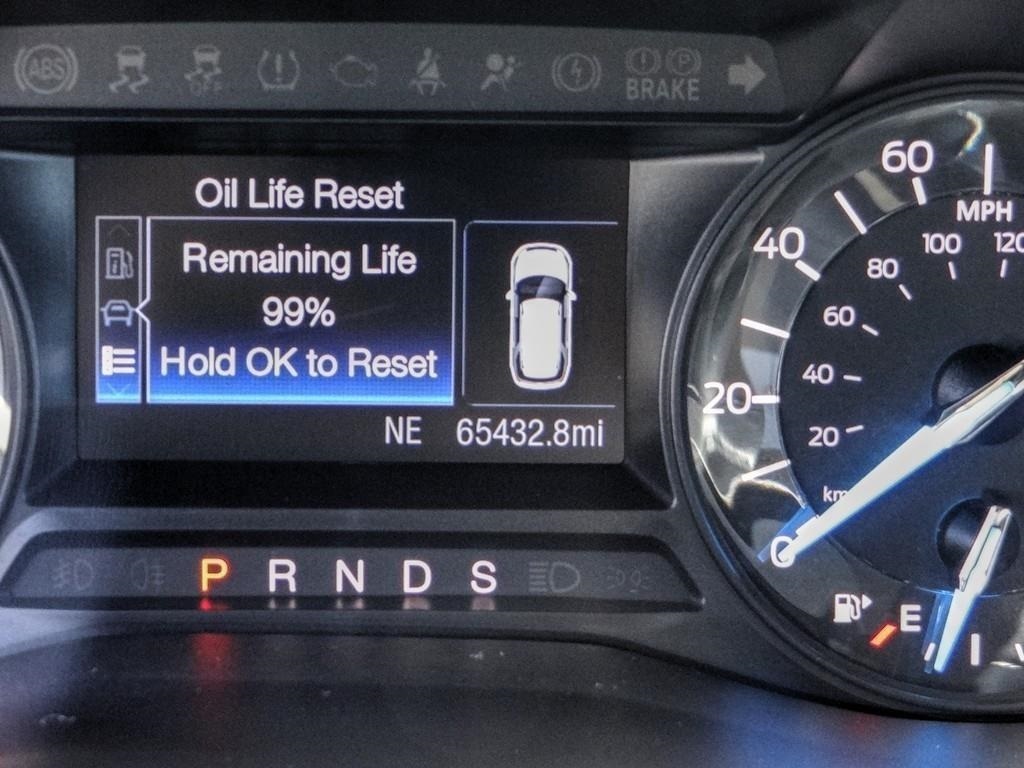 ABS OFF BRAKE
P
Oil Life Reset
Remaining Life
99%
Hold OK to Reset
NE 65432.8mi
P R N D S
60
MPH
40
20
0
120
100
80
60
40
20
km
E